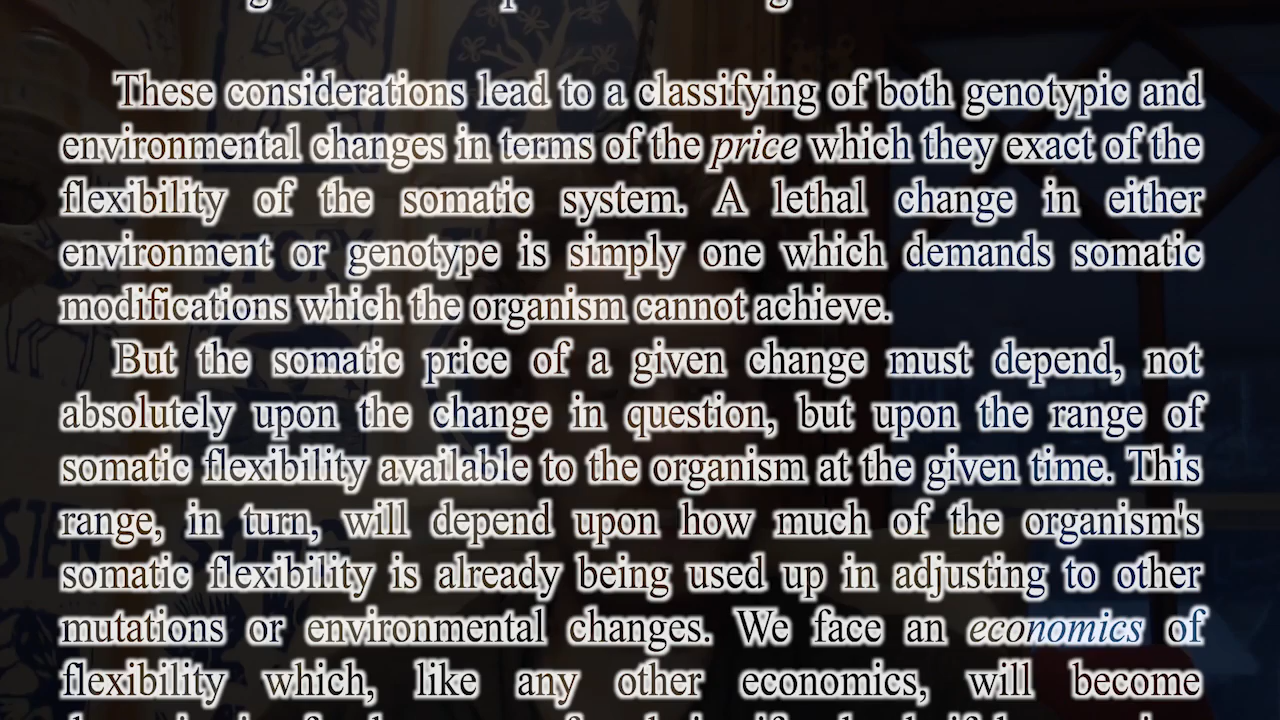 These considerations lead to a classifying of both genotypic and
environmental changes in terms of the price which they exact of the
flexibility of the somatic system. A lethal change in either
environment or genotype is simply one which demands somatic
modifications which the organism cannot achieve.
But the somatic price of a given change must depend, not
absolutely upon the change in question, but upon the range of
somatic flexibility available to the organism at the given time. This
range, in turn, will depend upon how much of the organism's
somatic flexibility is already being used up in adjusting to other
mutations or environmental changes. We face an economics of
flexibility which, like any other economics, will become